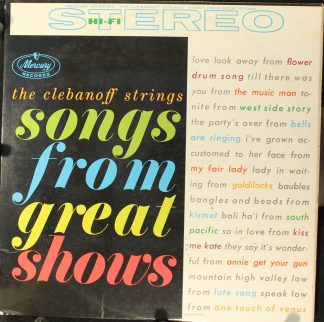 STEREO
HI-FI
Mercury
RECORDS
the clebanoff strings
songs
from
great
shows
love look away from flower
drum song till there was
you from the music man to-
nite from west side story
the party's over from bells
are ringing i've grown ac-
customed to her face from
my fair lady lady in wait-
ing from goldilocks baubles
bangles and beads from
kismet bali ha'i from south
pacific so in love from kiss
me kate they say it's wonder-
ful from annie get your gun
mountain high valley low
from lute song speak low
from one touch of venus